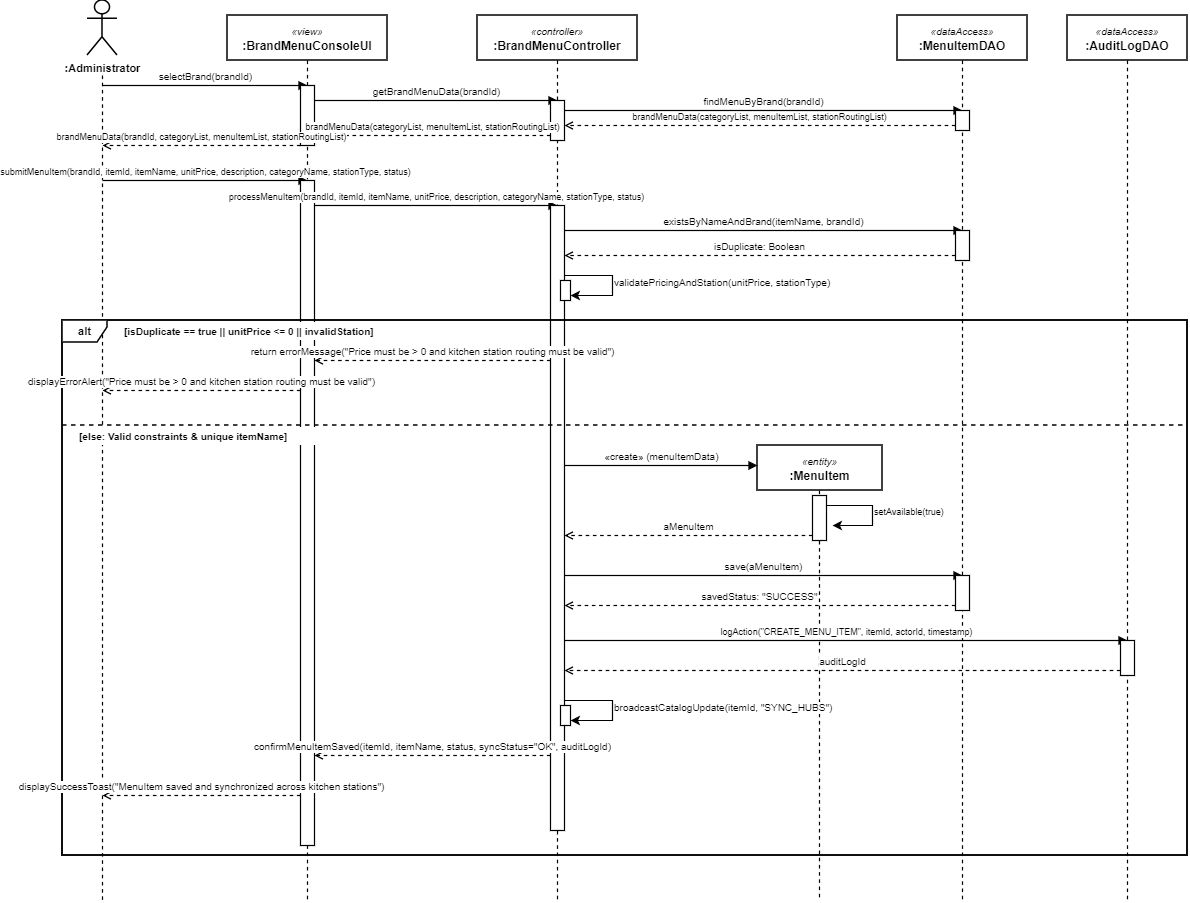 «view»
:BrandMenuConsoleUI
«controller»
:BrandMenuController
«dataAccess»
:MenuItemDAO
«dataAccess»
:AuditLogDAO
:Administrator
selectBrand(brandId)
getBrandMenuData(brandId)
findMenuByBrand(brandId)
brandMenuData(categoryList, menuItemList, stationRoutingList)
brandMenuData(categoryList, menuItemList, stationRoutingList)
brandMenuData(brandId, categoryList, menuItemList, stationRoutingList)
submitMenuItem(brandId, itemId, itemName, unitPrice, description, categoryName, stationType, status)
processMenuItem(brandId, itemId, itemName, unitPrice, description, categoryName, stationType, status)
existsByNameAndBrand(itemName, brandId)
isDuplicate: Boolean
validatePricingAndStation(unitPrice, stationType)
alt
[isDuplicate == true || unitPrice <= 0 || invalidStation]
return errorMessage("Price must be > 0 and kitchen station routing must be valid")
displayErrorAlert("Price must be > 0 and kitchen station routing must be valid")
[else: Valid constraints & unique itemName]
«create» (menuItemData)
«entity»
:MenuItem
setAvailable(true)
aMenuItem
save(aMenuItem)
savedStatus: "SUCCESS"
logAction("CREATE_MENU_ITEM", itemId, actorId, timestamp)
auditLogId
broadcastCatalogUpdate(itemId, "SYNC_HUBS")
confirmMenuItemSaved(itemId, itemName, status, syncStatus="OK", auditLogId)
displaySuccessToast("MenuItem saved and synchronized across kitchen stations")